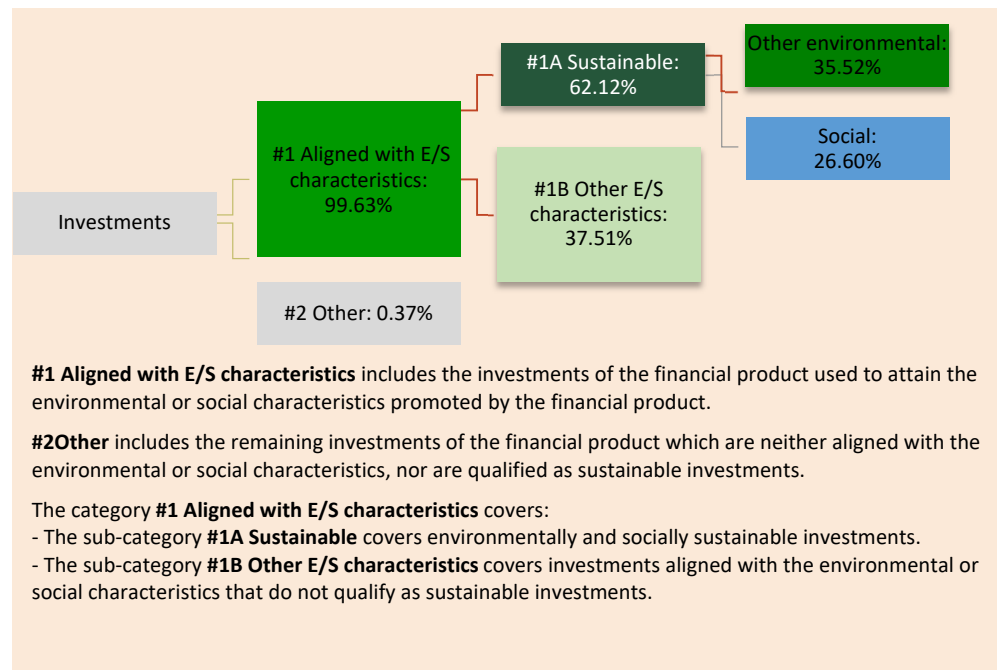 Investments
#1 Aligned with E/S
characteristics:
99.63%
#2 Other: 0.37%
#1A Sustainable:
62.12%
#1B Other E/S
characteristics:
37.51%
Other environmental:
35.52%
Social:
26.60%
#1 Aligned with E/S characteristics includes the investments of the financial product used to attain the
environmental or social characteristics promoted by the financial product.
#2Other includes the remaining investments of the financial product which are neither aligned with the
environmental or social characteristics, nor are qualified as sustainable investments.
The category #1 Aligned with E/S characteristics covers:
- The sub-category #1A Sustainable covers environmentally and socially sustainable investments.
- The sub-category #1B Other E/S characteristics covers investments aligned with the environmental or
social characteristics that do not qualify as sustainable investments.